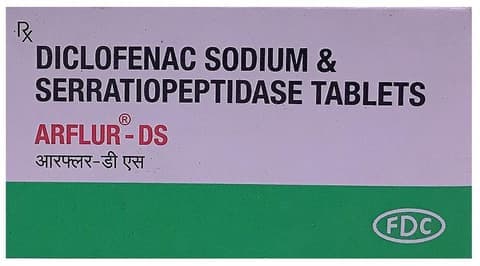 Rx
DICLOFENAC SODIUM &
SERRATIOPEPTIDASE TABLETS
ARFLUR®-DS
आरफ्लर-डी एस
FDC